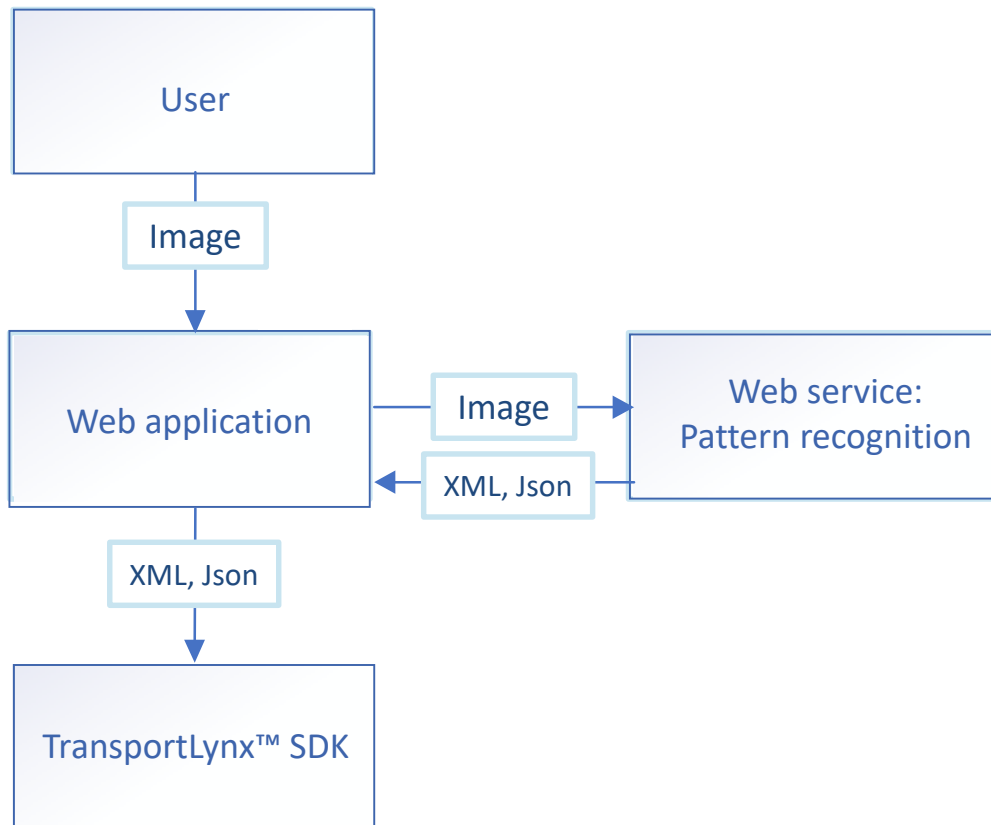 User
Image
Web application
Image
XML, Json
Web service:
Pattern recognition
XML, Json
TransportLynx™ SDK